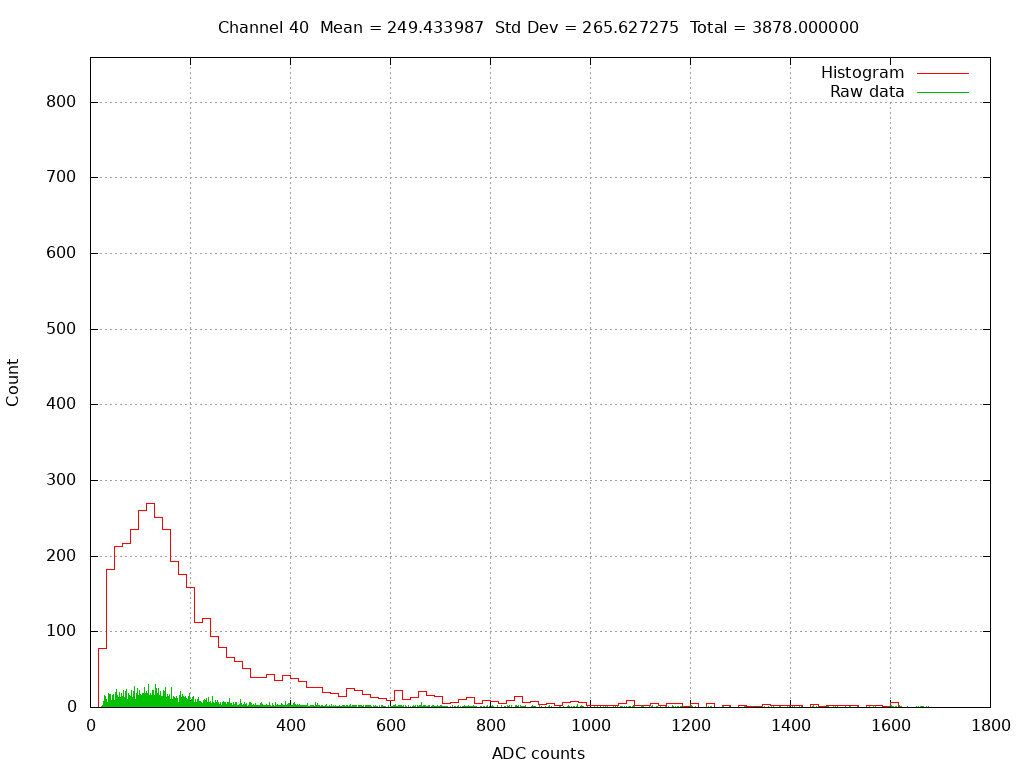 Channel 40  Mean = 249.433987  Std Dev = 265.627275  Total = 3878.000000
Histogram
Raw data
800
700
600
500
400
300
200
100
0
Count
0 200 400 600 800 1000 1200 1400 1600 1800
ADC counts